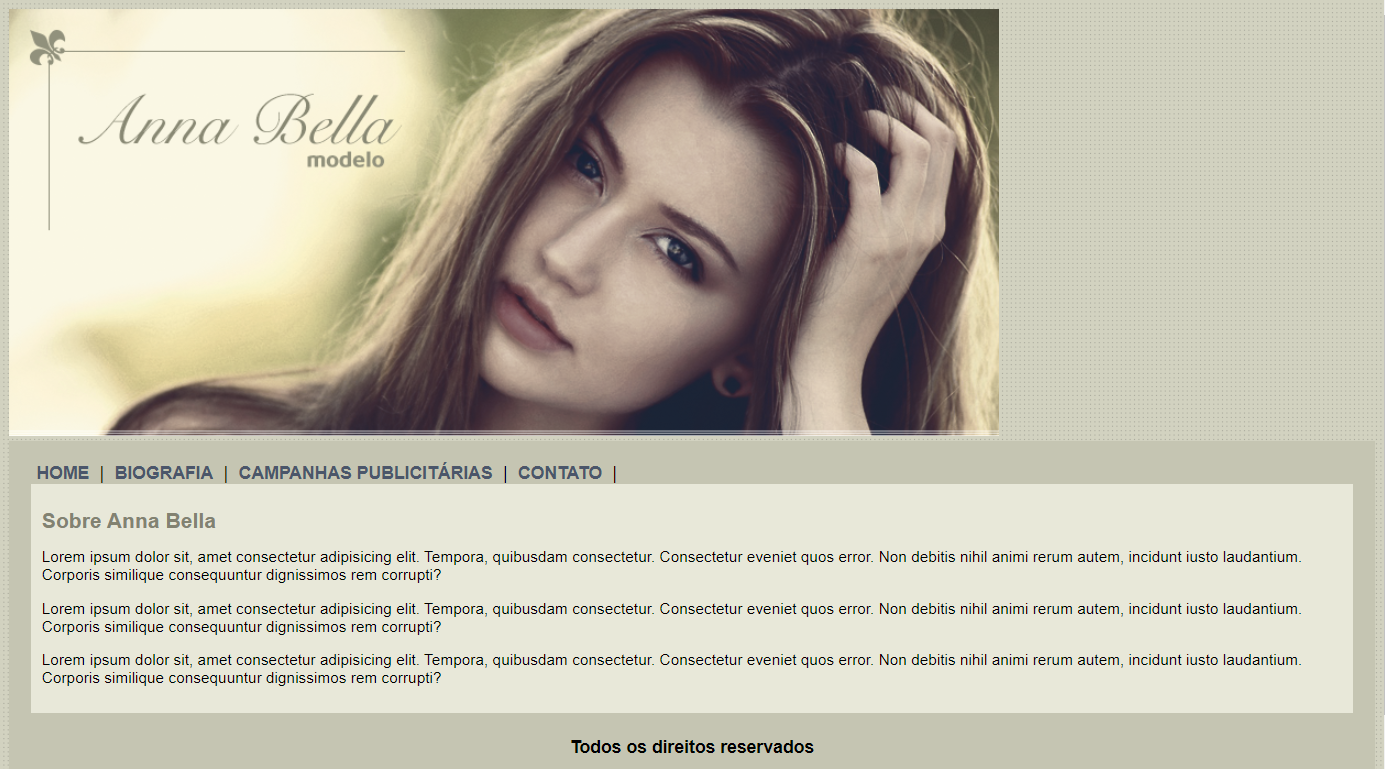 Anna Bella
modelo
HOME | BIOGRAFIA | CAMPANHAS PUBLICITÁRIAS | CONTATO |
Sobre Anna Bella
Lorem ipsum dolor sit, amet consectetur adipisicing elit. Tempora, quibusdam consectetur. Consectetur eveniet quos error. Non debitis nihil animi rerum autem, incidunt iusto laudantium.
Corporis similique consequuntur dignissimos rem corrupti?
Lorem ipsum dolor sit, amet consectetur adipisicing elit. Tempora, quibusdam consectetur. Consectetur eveniet quos error. Non debitis nihil animi rerum autem, incidunt iusto laudantium.
Corporis similique consequuntur dignissimos rem corrupti?
Lorem ipsum dolor sit, amet consectetur adipisicing elit. Tempora, quibusdam consectetur. Consectetur eveniet quos error. Non debitis nihil animi rerum autem, incidunt iusto laudantium.
Corporis similique consequuntur dignissimos rem corrupti?
Todos os direitos reservados